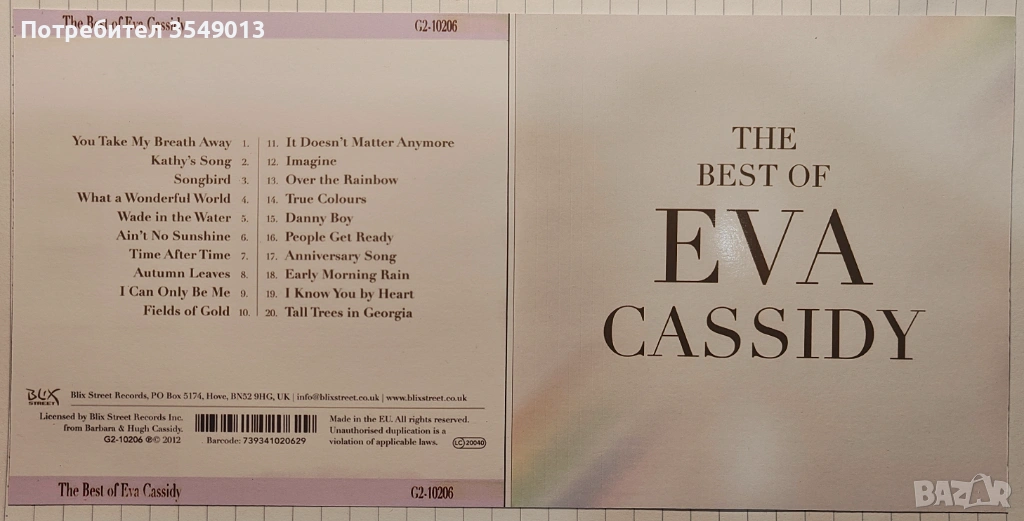 Потребител 3549013
The Best of Eva Cassidy G2-10206
You Take My Breath Away 1.
Kathy's Song 2.
Songbird 3.
What a Wonderful World 4.
Wade in the Water 5.
Ain't No Sunshine 6.
Time After Time 7.
Autumn Leaves 8.
I Can Only Be Me 9.
Fields of Gold 10.
11. It Doesn't Matter Anymore
12. Imagine
13. Over the Rainbow
14. True Colours
15. Danny Boy
16. People Get Ready
17. Anniversary Song
18. Early Morning Rain
19. I Know You by Heart
20. Tall Trees in Georgia
BLIX STREET
Blix Street Records, PO Box 5174, Hove, BN52 9HG, UK | info@blixstreet.co.uk | www.blixstreet.co.uk
Licensed by Blix Street Records Inc.
from Barbara & Hugh Cassidy.
G2-10206 ℗© 2012
Barcode: 739341020629
Made in the EU. All rights reserved.
Unauthorised duplication is a
violation of applicable laws.
LC 20040
The Best of Eva Cassidy G2-10206
THE
BEST OF
EVA
CASSIDY
BAZAR